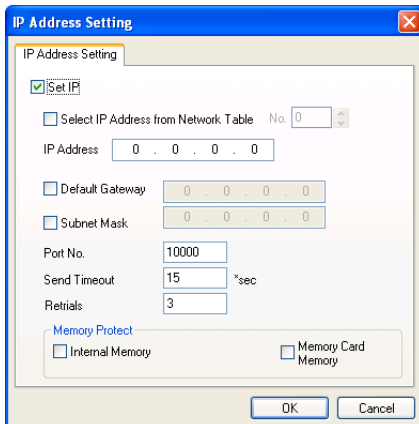 IP Address Setting
IP Address Setting
Set IP
Select IP Address from Network Table No. 0
IP Address 0 . 0 . 0 . 0
Default Gateway 0 . 0 . 0 . 0
Subnet Mask 0 . 0 . 0 . 0
Port No. 10000
Send Timeout 15 *sec
Retrials 3
Memory Protect
Internal Memory
Memory Card
Memory
OK Cancel